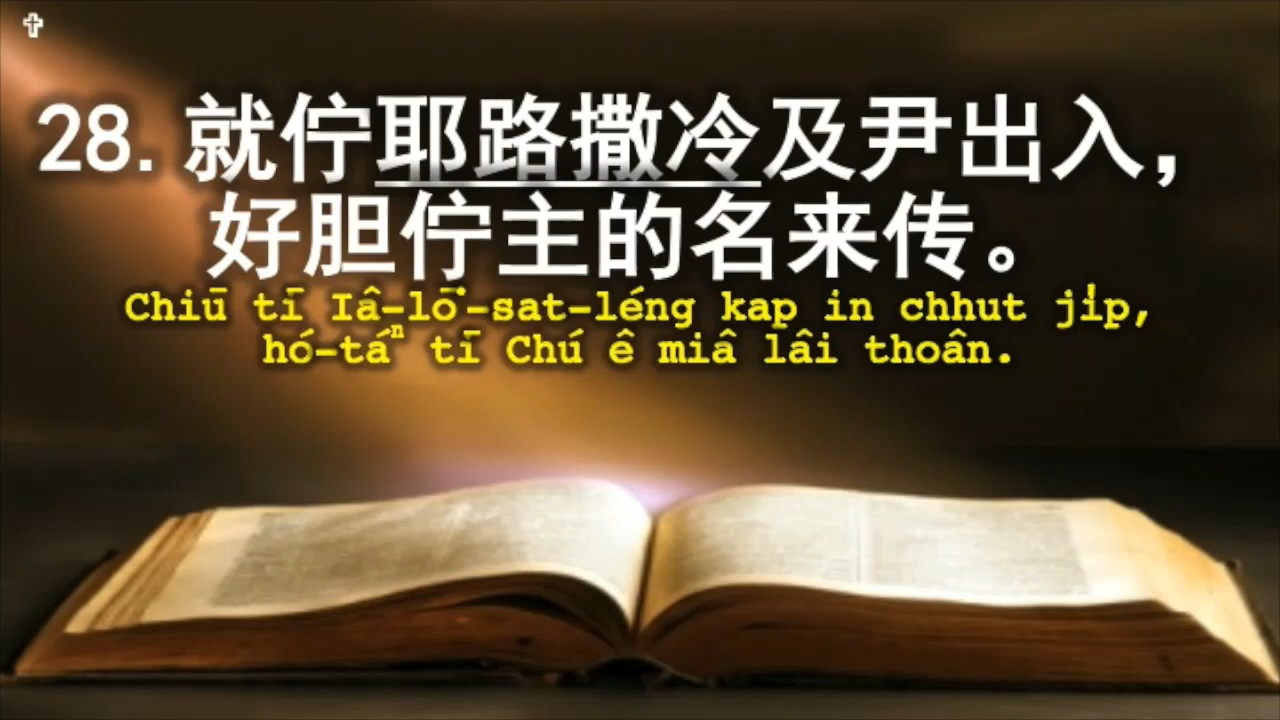 28. 就佇耶路撒冷及尹出入，
好胆佇主的名来传。
Chiū tī Iâ-lō͘-sat-léng kap in chhut ji̍p,
hó-táⁿ tī Chú ê miâ lâi thoân.